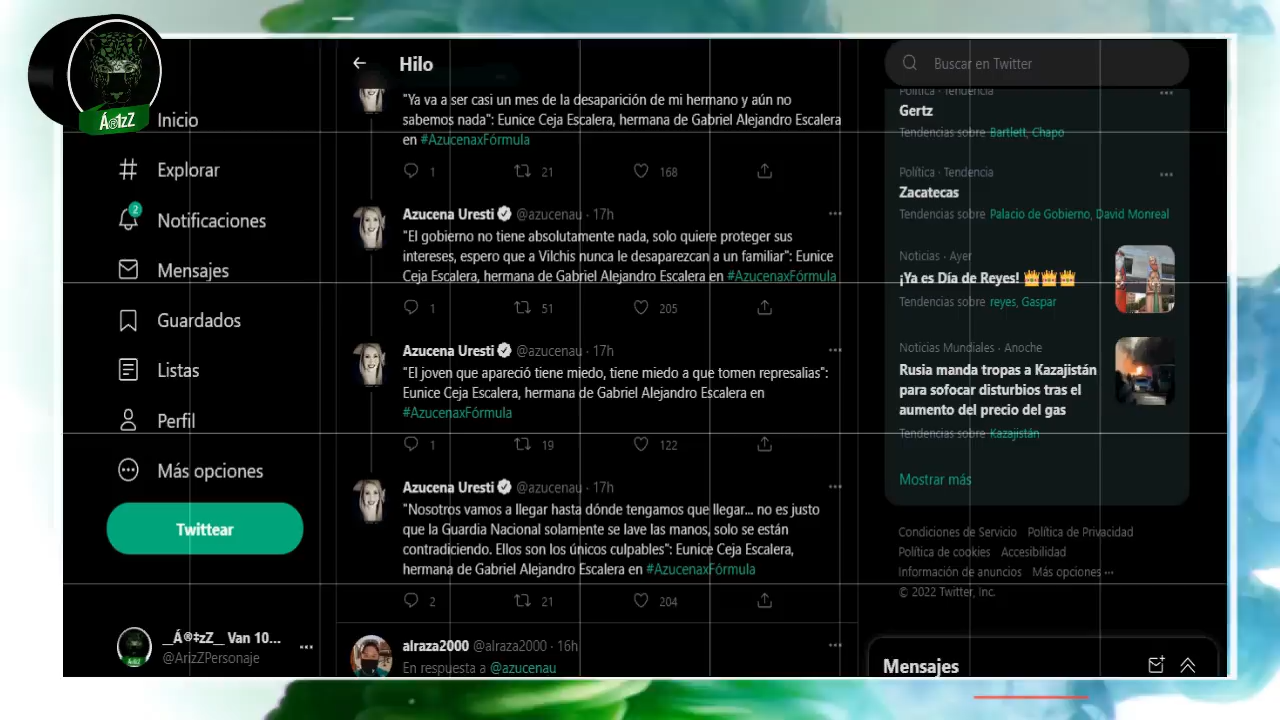 Á®1zZ
Inicio
Explorar
2
Notificaciones
Mensajes
Guardados
Listas
Perfil
Más opciones
Twittear
__Á®‡zZ__ Van 10...
@ArizZPersonaje
Hilo
"Ya va a ser casi un mes de la desaparición de mi hermano y aún no
sabemos nada": Eunice Ceja Escalera, hermana de Gabriel Alejandro Escalera
en #AzucenaxFórmula
1 21 168
Azucena Uresti @azucenau · 17h
"El gobierno no tiene absolutamente nada, solo quiere proteger sus
intereses, espero que a Vilchis nunca le desaparezcan a un familiar": Eunice
Ceja Escalera, hermana de Gabriel Alejandro Escalera en #AzucenaxFórmula
1 51 205
Azucena Uresti @azucenau · 17h
"El joven que apareció tiene miedo, tiene miedo a que tomen represalias":
Eunice Ceja Escalera, hermana de Gabriel Alejandro Escalera en
#AzucenaxFórmula
1 19 122
Azucena Uresti @azucenau · 17h
"Nosotros vamos a llegar hasta dónde tengamos que llegar... no es justo
que la Guardia Nacional solamente se lave las manos, solo se están
contradiciendo. Ellos son los únicos culpables": Eunice Ceja Escalera,
hermana de Gabriel Alejandro Escalera en #AzucenaxFórmula
2 21 204
alraza2000 @alraza2000 · 16h
En respuesta a @azucenau
Buscar en Twitter
Política · Tendencia
Gertz
Tendencias sobre Bartlett, Chapo
Política · Tendencia
Zacatecas
Tendencias sobre Palacio de Gobierno, David Monreal
Noticias · Ayer
¡Ya es Día de Reyes! 👑👑👑
Tendencias sobre reyes, Gaspar
Noticias Mundiales · Anoche
Rusia manda tropas a Kazajistán
para sofocar disturbios tras el
aumento del precio del gas
Tendencias sobre Kazajistán
Mostrar más
Condiciones de Servicio Política de Privacidad
Política de cookies Accesibilidad
Información de anuncios Más opciones ···
© 2022 Twitter, Inc.
Mensajes